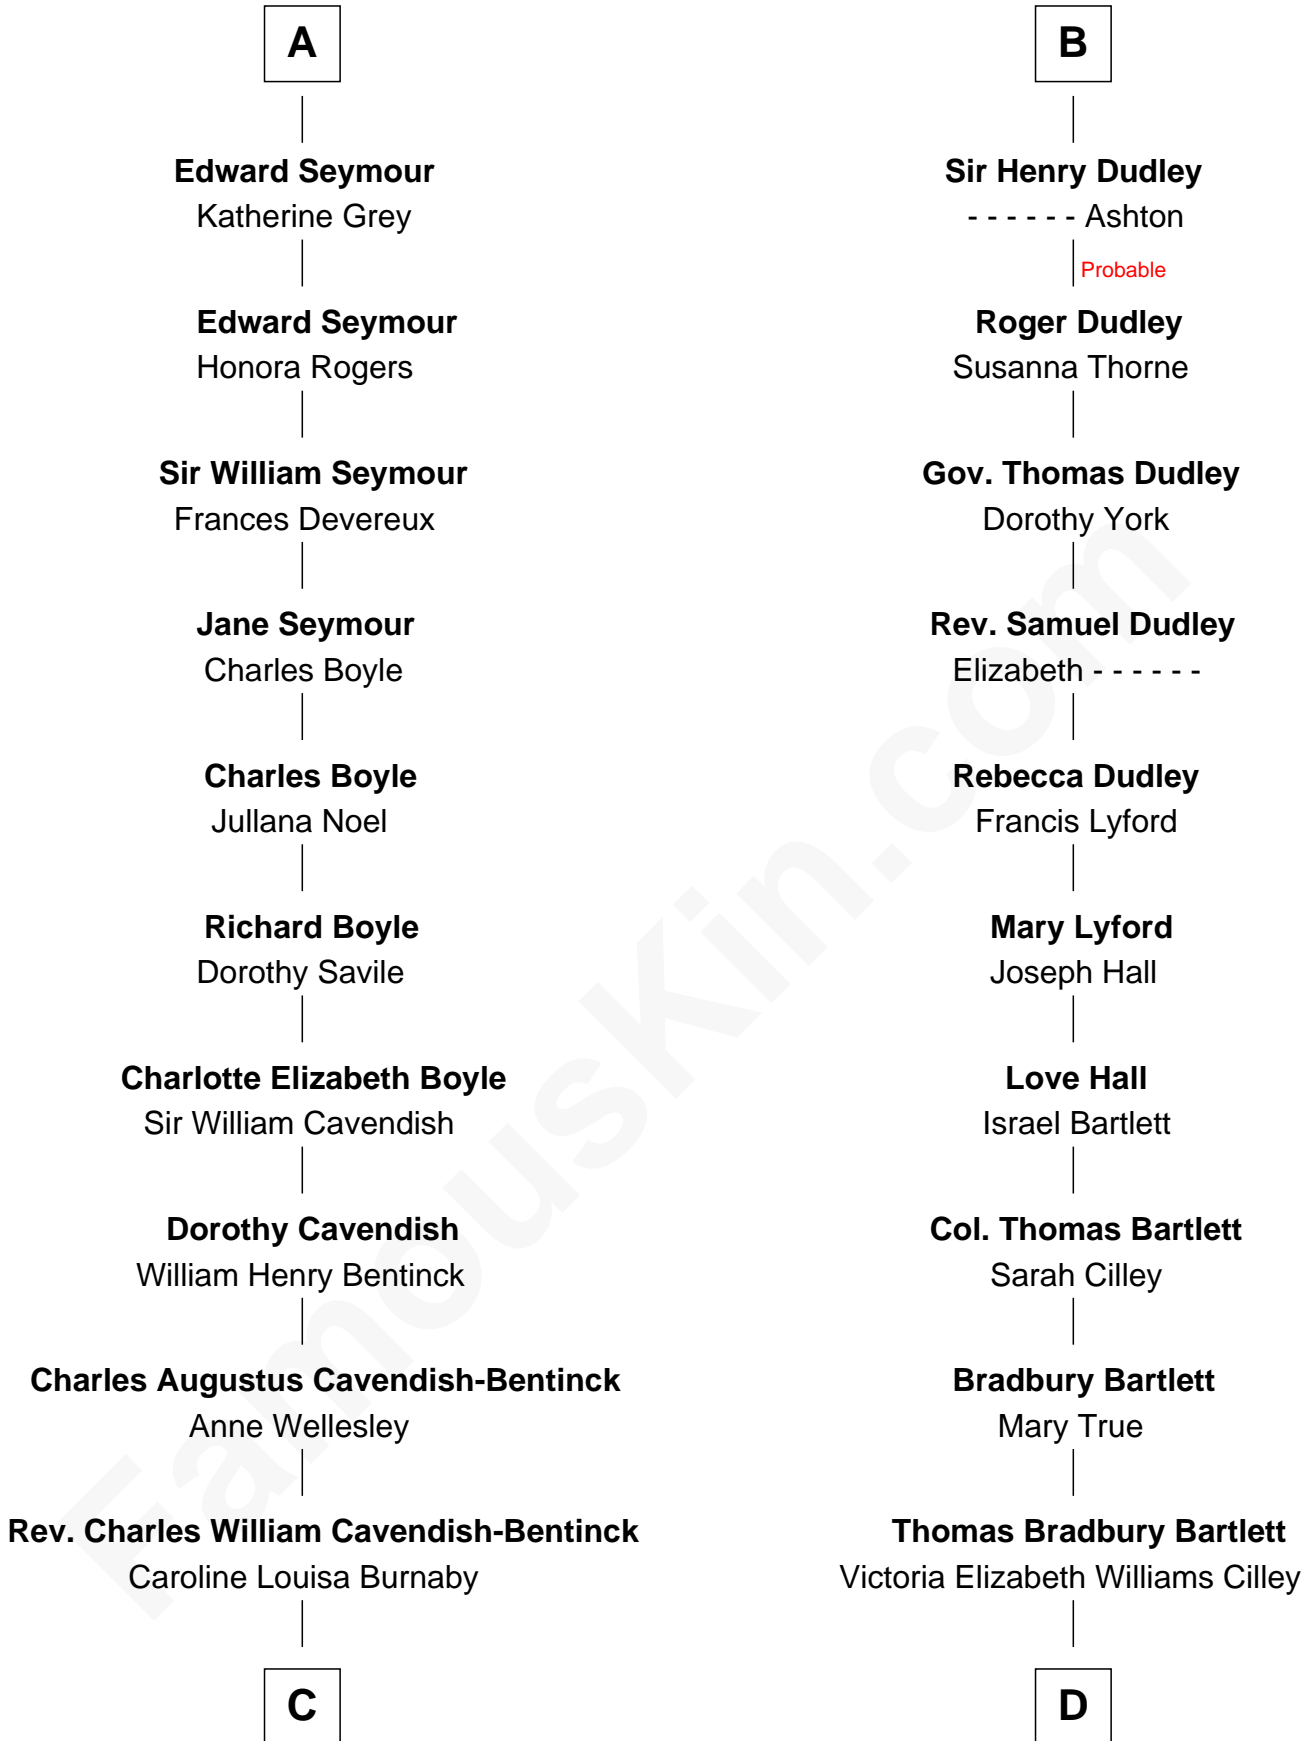 A
Edward Seymour
Katherine Grey
Edward Seymour
Honora Rogers
Sir William Seymour
Frances Devereux
Jane Seymour
Charles Boyle
Charles Boyle
Jullana Noel
Richard Boyle
Dorothy Savile
Charlotte Elizabeth Boyle
Sir William Cavendish
Dorothy Cavendish
William Henry Bentinck
Charles Augustus Cavendish-Bentinck
Anne Wellesley
Rev. Charles William Cavendish-Bentinck
Caroline Louisa Burnaby
C
B
Sir Henry Dudley
- - - - - - Ashton
Probable
Roger Dudley
Susanna Thorne
Gov. Thomas Dudley
Dorothy York
Rev. Samuel Dudley
Elizabeth - - - - - -
Rebecca Dudley
Francis Lyford
Mary Lyford
Joseph Hall
Love Hall
Israel Bartlett
Col. Thomas Bartlett
Sarah Cilley
Bradbury Bartlett
Mary True
Thomas Bradbury Bartlett
Victoria Elizabeth Williams Cilley
D
FamousKin.com